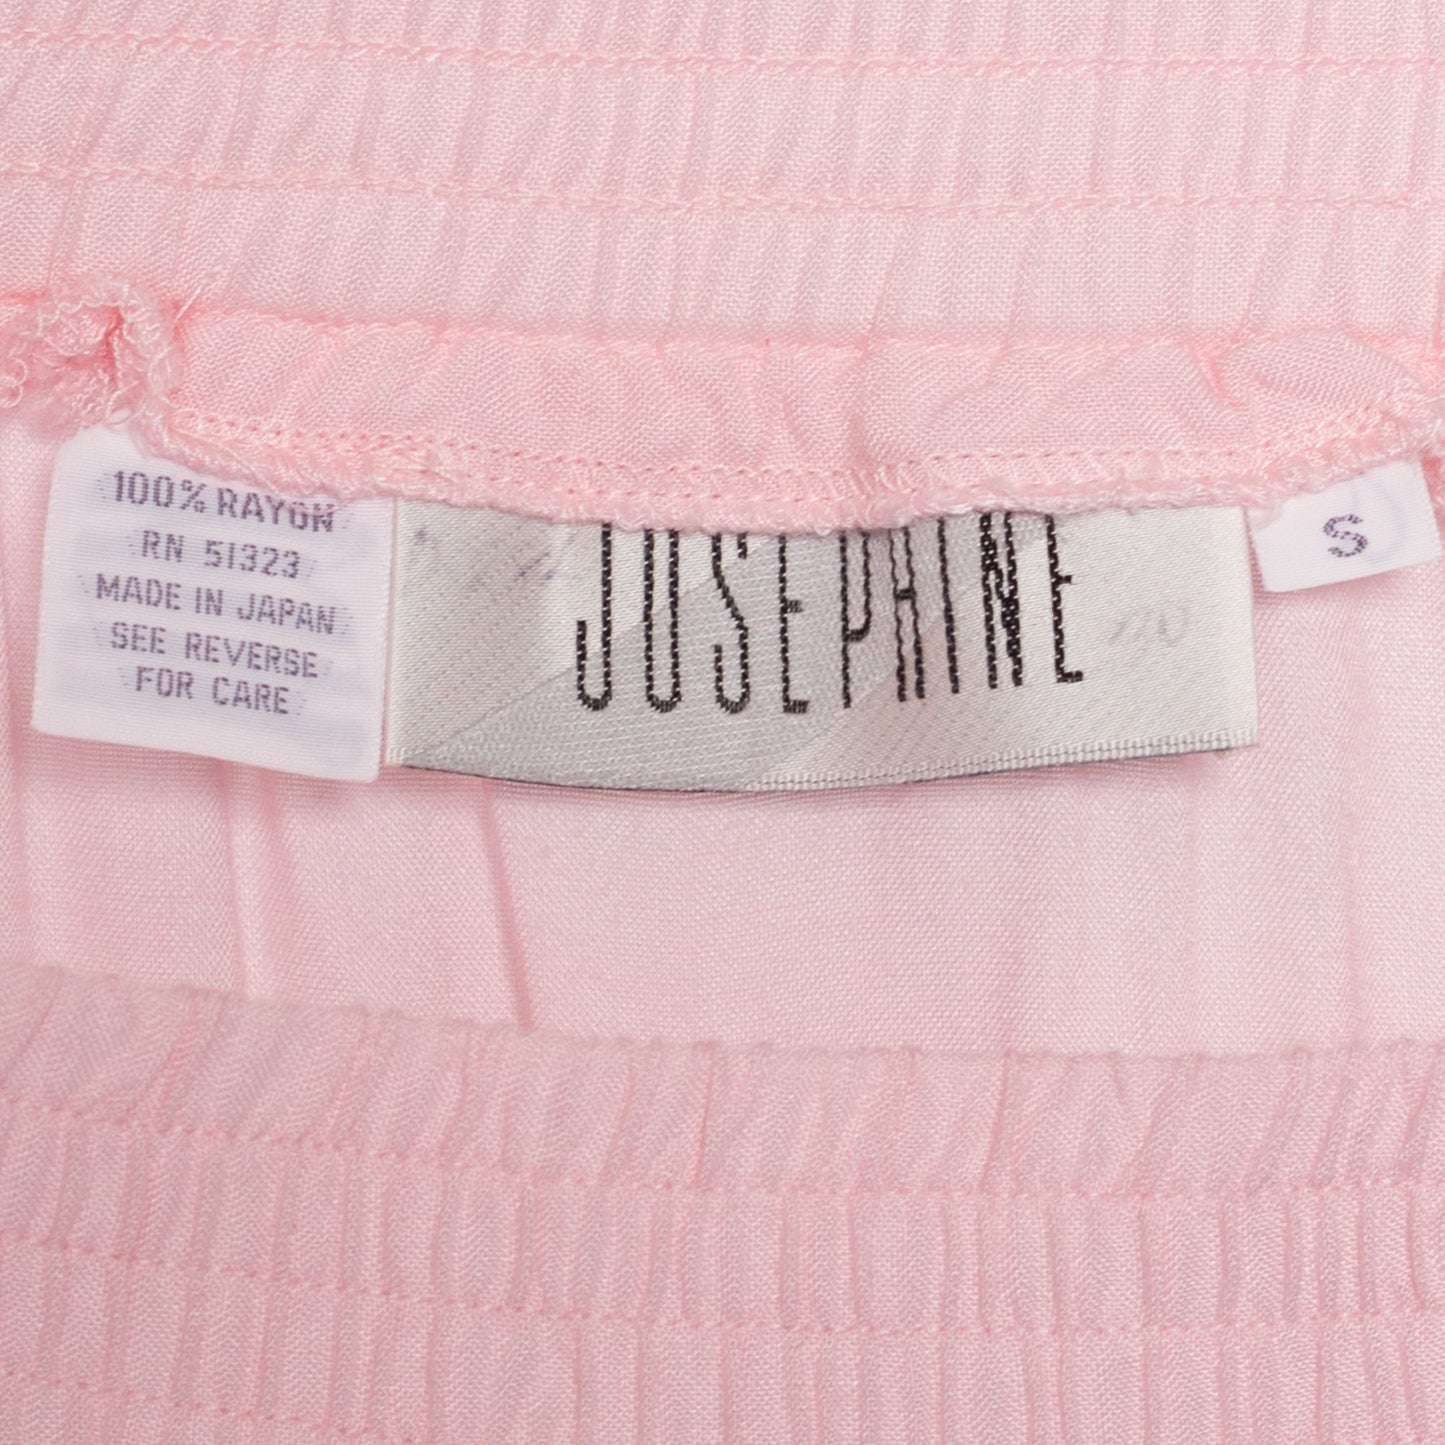 100% RAYON
RN 51323
MADE IN JAPAN
SEE REVERSE
FOR CARE
JOSEPHINE
S